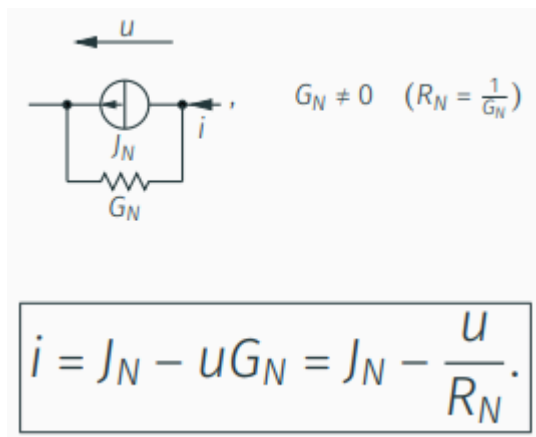 u
, G_N ≠ 0 (R_N = 1/G_N)
i
J_N
G_N
i = J_N − uG_N = J_N − u/R_N.